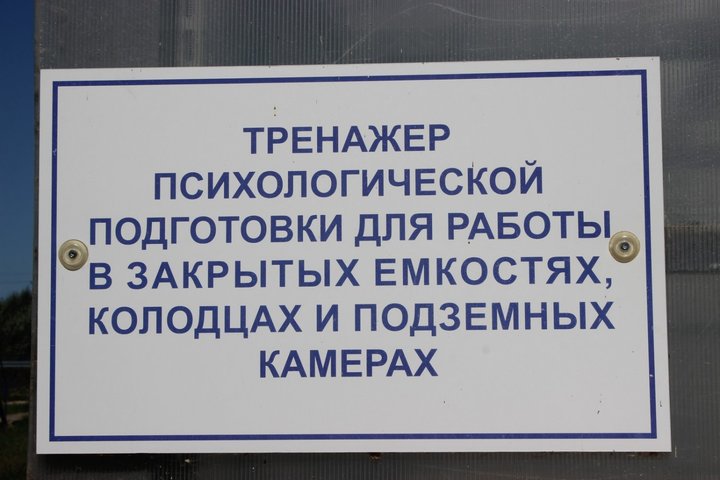 ТРЕНАЖЕР
ПСИХОЛОГИЧЕСКОЙ
ПОДГОТОВКИ ДЛЯ РАБОТЫ
В ЗАКРЫТЫХ ЕМКОСТЯХ,
КОЛОДЦАХ И ПОДЗЕМНЫХ
КАМЕРАХ